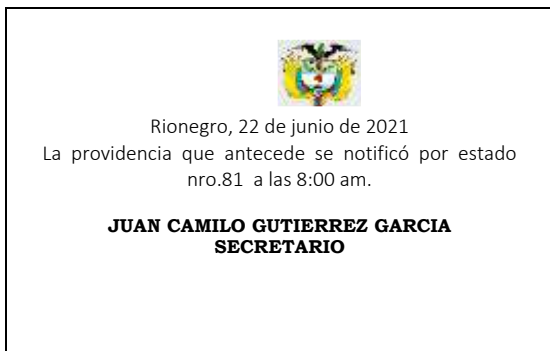 Rionegro, 22 de junio de 2021
La providencia que antecede se notificó por estado
nro.81 a las 8:00 am.
JUAN CAMILO GUTIERREZ GARCIA
SECRETARIO